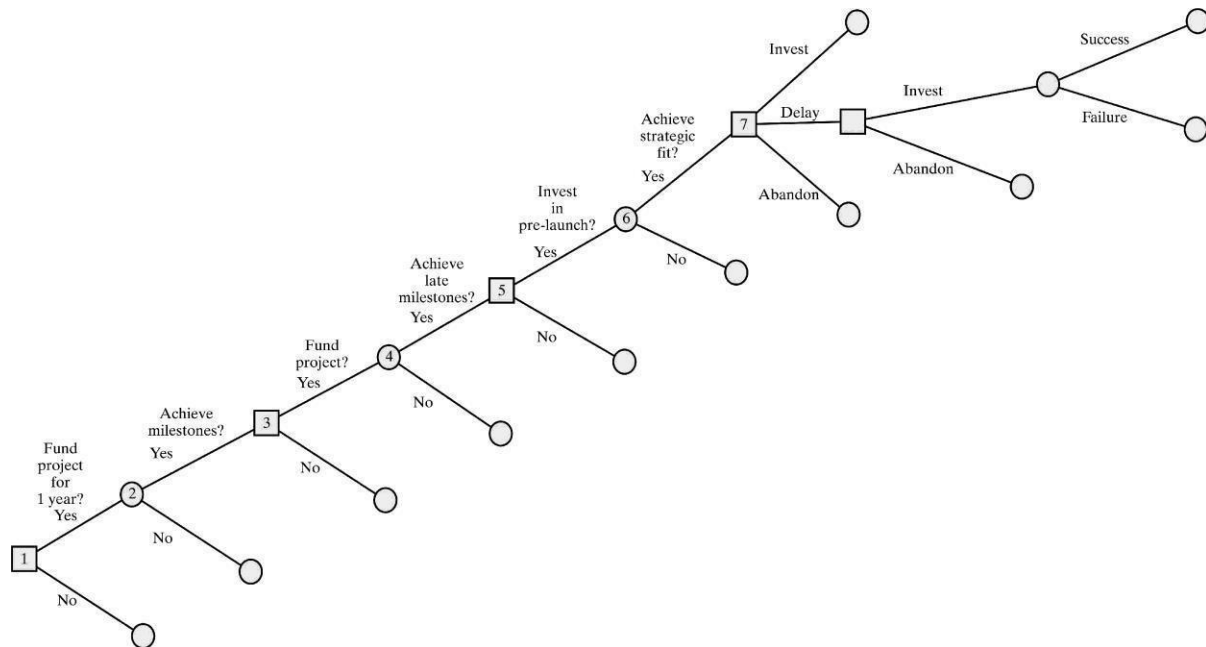 Fund
project
for
1 year?
Yes
1
No
Achieve
milestones?
Yes
2
No
Fund
project?
Yes
3
No
Achieve
late
milestones?
Yes
4
No
Invest
in
pre-launch?
Yes
5
No
Achieve
strategic
fit?
Yes
6
No
Invest
7
Delay
Abandon
Invest
Abandon
Success
Failure